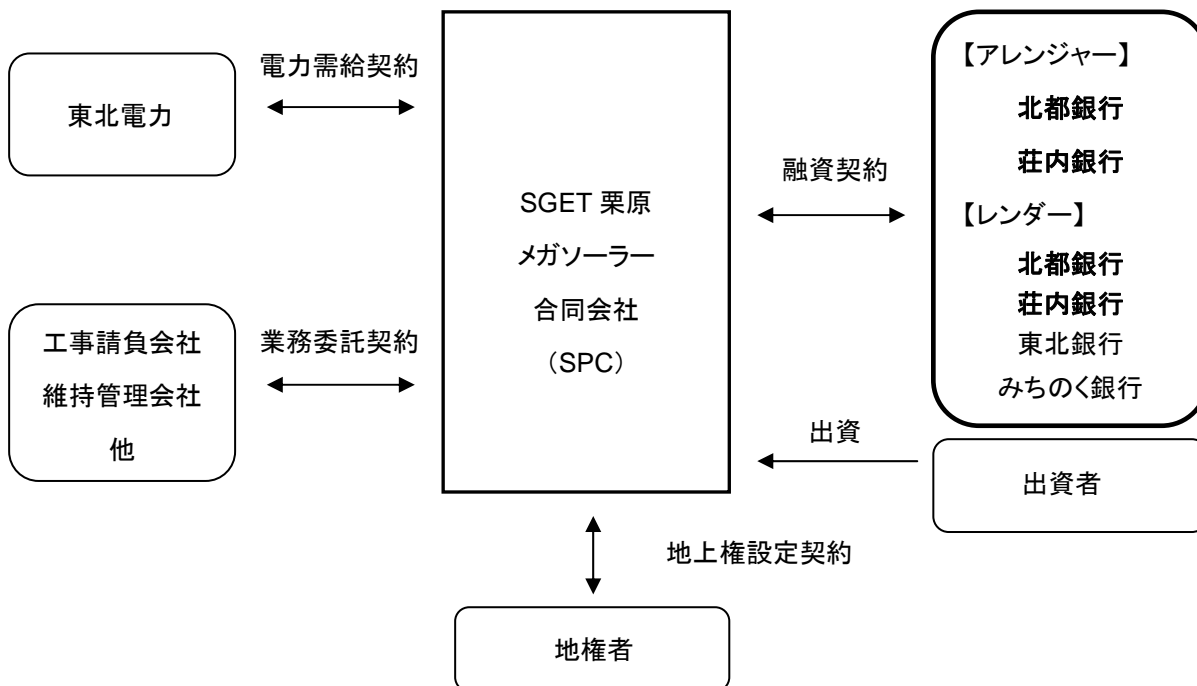 電力需給契約
東北電力
工事請負会社
維持管理会社
他
業務委託契約
SGET 栗原
メガソーラー
合同会社
（SPC）
融資契約
【アレンジャー】
北都銀行
荘内銀行
【レンダー】
北都銀行
荘内銀行
東北銀行
みちのく銀行
出資
出資者
地上権設定契約
地権者